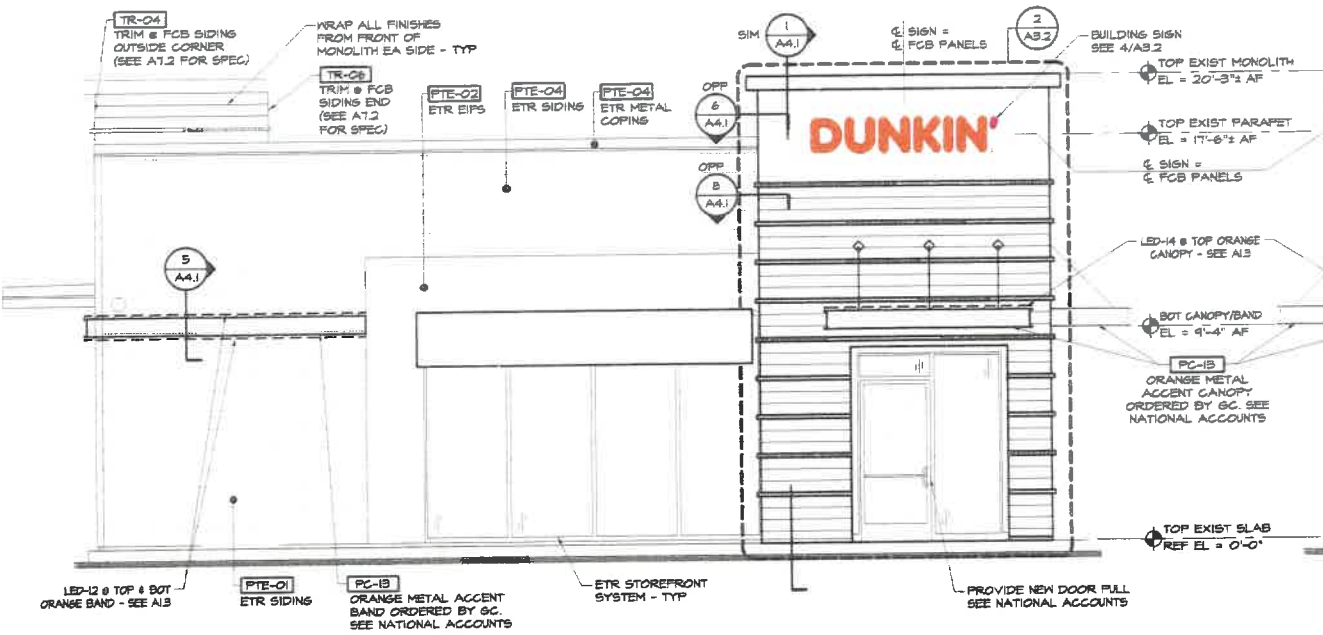 TR-04
TRIM @ FCB SIDING
OUTSIDE CORNER
(SEE A7.2 FOR SPEC)
WRAP ALL FINISHES
FROM FRONT OF
MONOLITH EA SIDE - TYP
TR-06
TRIM @ FCB
SIDING END
(SEE A7.2
FOR SPEC)
PTE-02
ETR EIFS
PTE-04
ETR SIDING
PTE-04
ETR METAL
COPING
SIM
1
A4.1
OPP
6
A4.1
OPP
8
A4.1
℄ SIGN =
℄ FCB PANELS
2
A3.2
BUILDING SIGN
SEE 4/A3.2
DUNKIN'
TOP EXIST MONOLITH
EL = 20'-3"± AF
TOP EXIST PARAPET
EL = 17'-6"± AF
℄ SIGN =
℄ FCB PANELS
5
A4.1
LED-14 @ TOP ORANGE
CANOPY - SEE A1.3
BOT CANOPY/BAND
EL = 9'-4" AF
PC-13
ORANGE METAL
ACCENT CANOPY
ORDERED BY GC. SEE
NATIONAL ACCOUNTS
TOP EXIST SLAB
REF EL = 0'-0"
LED-12 @ TOP & BOT
ORANGE BAND - SEE A1.3
PTE-01
ETR SIDING
PC-13
ORANGE METAL ACCENT
BAND ORDERED BY GC.
SEE NATIONAL ACCOUNTS
ETR STOREFRONT
SYSTEM - TYP
PROVIDE NEW DOOR PULL
SEE NATIONAL ACCOUNTS